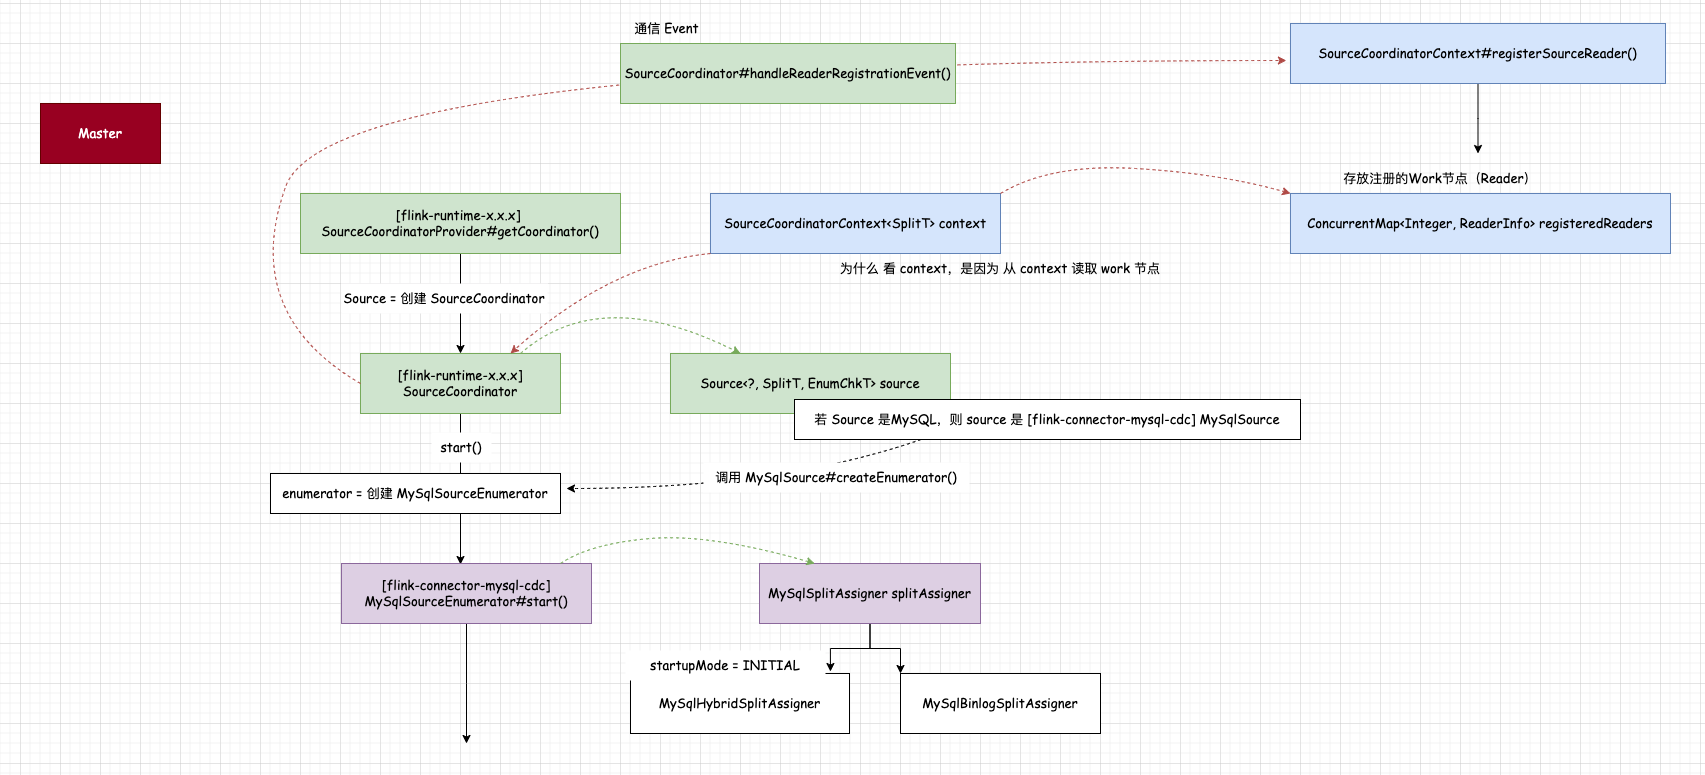 通信 Event
SourceCoordinator#handleReaderRegistrationEvent()
SourceCoordinatorContext#registerSourceReader()
Master
存放注册的Work节点（Reader）
[flink-runtime-x.x.x]
SourceCoordinatorProvider#getCoordinator()
SourceCoordinatorContext<SplitT> context
ConcurrentMap<Integer, ReaderInfo> registeredReaders
为什么 看 context，是因为 从 context 读取 work 节点
Source = 创建 SourceCoordinator
[flink-runtime-x.x.x]
SourceCoordinator
Source<?, SplitT, EnumChkT> source
若 Source 是MySQL，则 source 是 [flink-connector-mysql-cdc] MySqlSource
start()
调用 MySqlSource#createEnumerator()
enumerator = 创建 MySqlSourceEnumerator
[flink-connector-mysql-cdc]
MySqlSourceEnumerator#start()
MySqlSplitAssigner splitAssigner
startupMode = INITIAL
MySqlHybridSplitAssigner
MySqlBinlogSplitAssigner